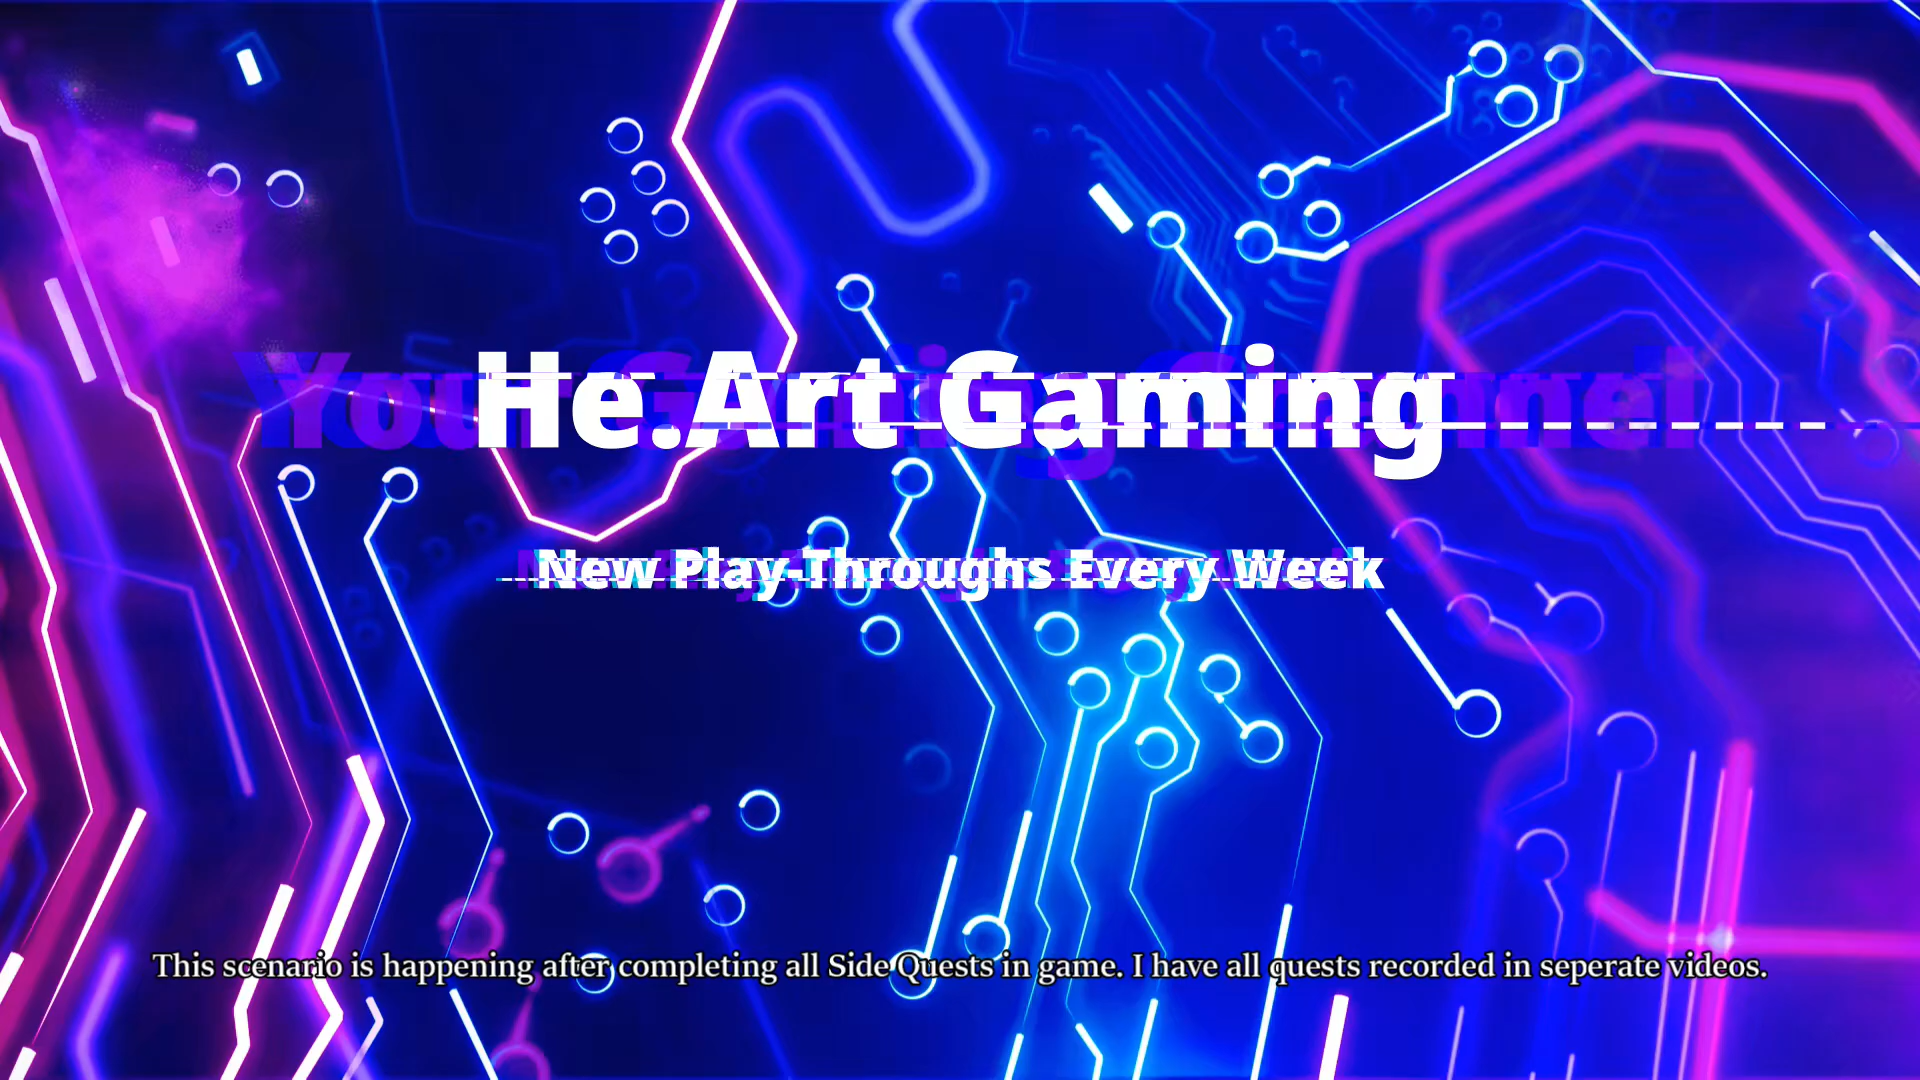 He.Art Gaming
New Play-Throughs Every Week
This scenario is happening after completing all Side Quests in game. I have all quests recorded in seperate videos.